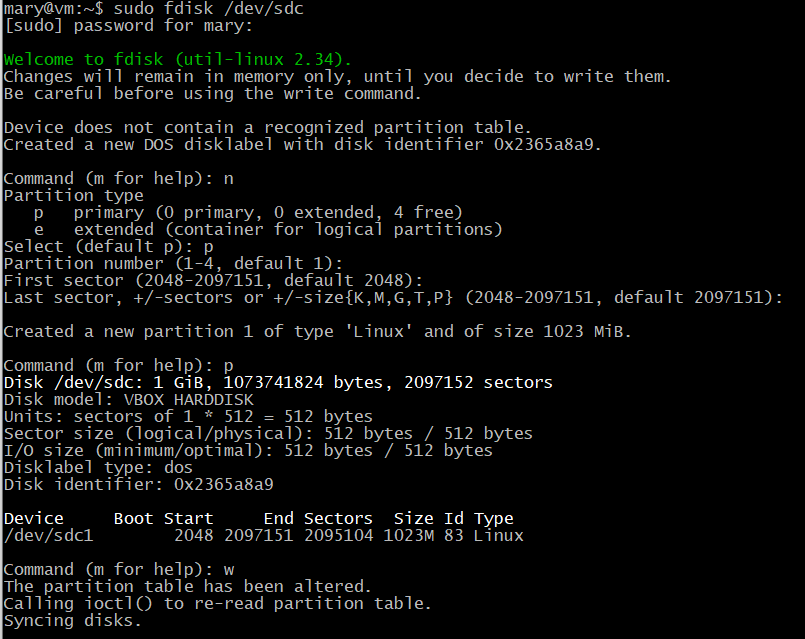 mary@vm:~$ sudo fdisk /dev/sdc
[sudo] password for mary:
Welcome to fdisk (util-linux 2.34).
Changes will remain in memory only, until you decide to write them.
Be careful before using the write command.
Device does not contain a recognized partition table.
Created a new DOS disklabel with disk identifier 0x2365a8a9.
Command (m for help): n
Partition type
   p   primary (0 primary, 0 extended, 4 free)
   e   extended (container for logical partitions)
Select (default p): p
Partition number (1-4, default 1):
First sector (2048-2097151, default 2048):
Last sector, +/-sectors or +/-size{K,M,G,T,P} (2048-2097151, default 2097151):
Created a new partition 1 of type 'Linux' and of size 1023 MiB.
Command (m for help): p
Disk /dev/sdc: 1 GiB, 1073741824 bytes, 2097152 sectors
Disk model: VBOX HARDDISK
Units: sectors of 1 * 512 = 512 bytes
Sector size (logical/physical): 512 bytes / 512 bytes
I/O size (minimum/optimal): 512 bytes / 512 bytes
Disklabel type: dos
Disk identifier: 0x2365a8a9
Device     Boot Start     End Sectors  Size Id Type
/dev/sdc1        2048 2097151 2095104 1023M 83 Linux
Command (m for help): w
The partition table has been altered.
Calling ioctl() to re-read partition table.
Syncing disks.